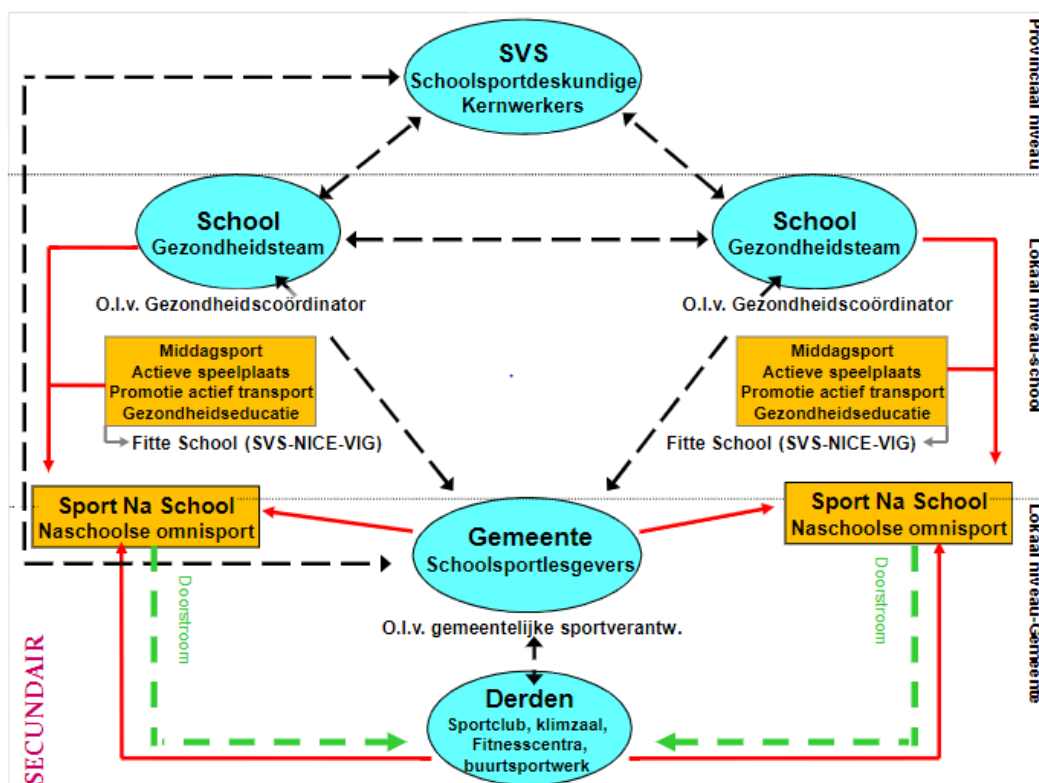 SVS
Schoolsportdeskundige
Kernwerkers
Provinciaal niveau
School
Gezondheidsteam
School
Gezondheidsteam
O.l.v. Gezondheidscoördinator
O.l.v. Gezondheidscoördinator
Lokaal niveau-school
Middagsport
Actieve speelplaats
Promotie actief transport
Gezondheidseducatie
Middagsport
Actieve speelplaats
Promotie actief transport
Gezondheidseducatie
Fitte School (SVS-NICE-VIG)
Fitte School (SVS-NICE-VIG)
Sport Na School
Naschoolse omnisport
Sport Na School
Naschoolse omnisport
Gemeente
Schoolsportlesgevers
O.l.v. gemeentelijke sportverantw.
Lokaal niveau-Gemeente
Doorstroom
Doorstroom
Derden
Sportclub, klimzaal,
Fitnesscentra,
buurtsportwerk
SECUNDAIR